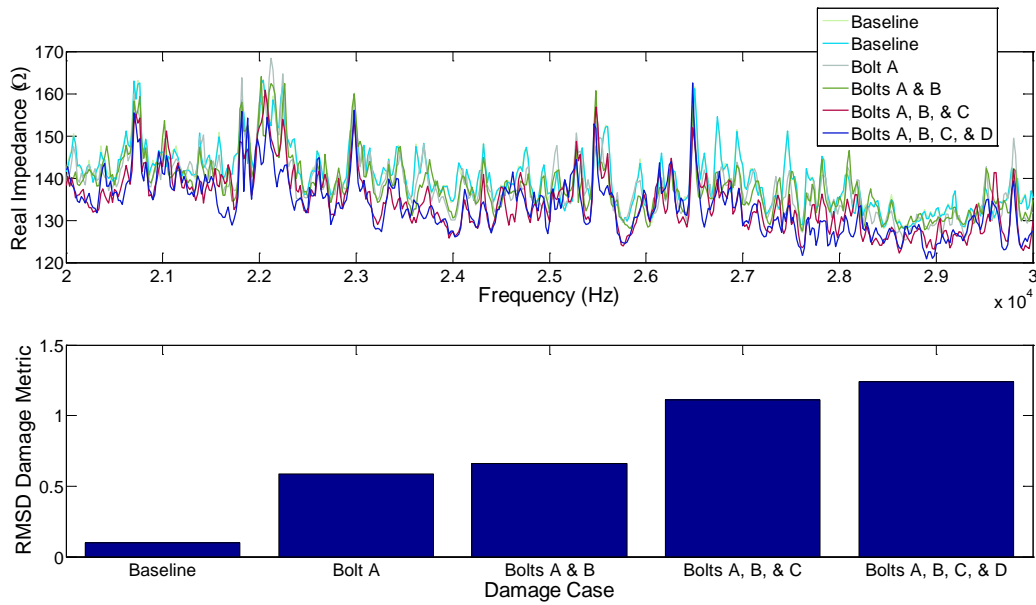 Baseline
Baseline
Bolt A
Bolts A & B
Bolts A, B, & C
Bolts A, B, C, & D
170
160
150
140
130
120
Real Impedance (Ω)
2 2.1 2.2 2.3 2.4 2.5 2.6 2.7 2.8 2.9 3
Frequency (Hz)
x 10^4
1.5
1
0.5
0
RMSD Damage Metric
Baseline Bolt A Bolts A & B Bolts A, B, & C Bolts A, B, C, & D
Damage Case